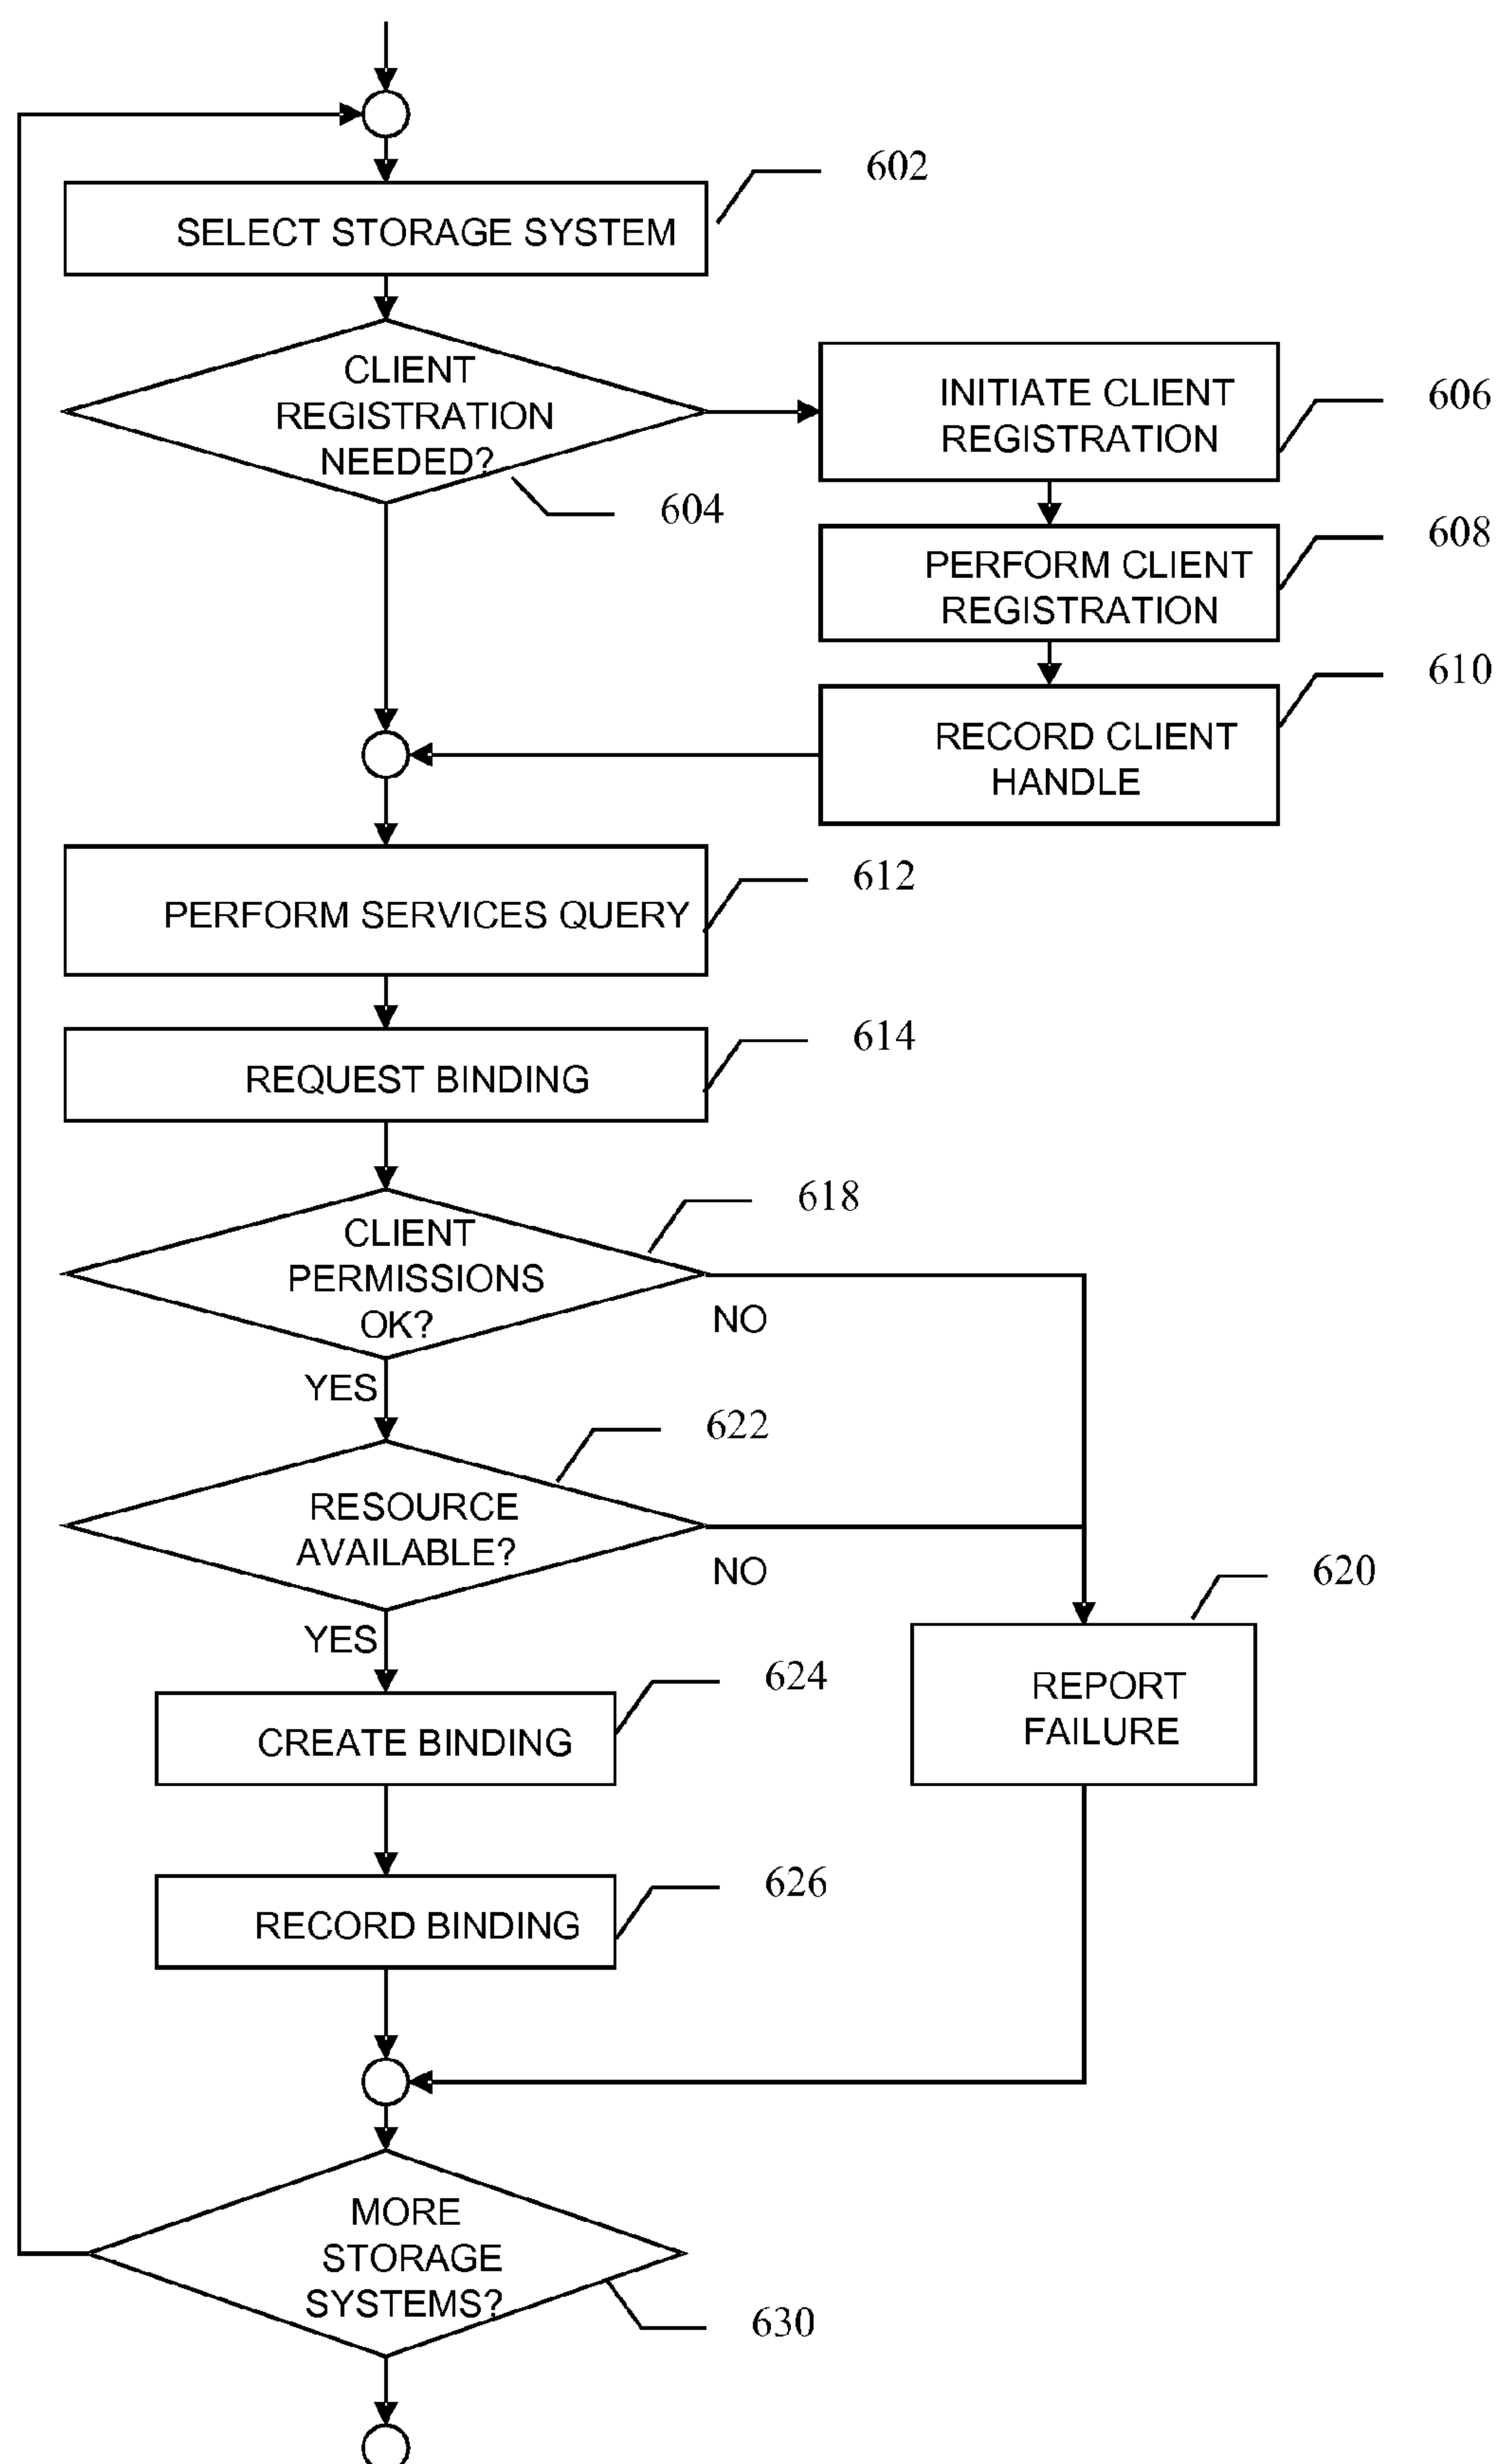 602
SELECT STORAGE SYSTEM
CLIENT
REGISTRATION
NEEDED?
604
INITIATE CLIENT
REGISTRATION
606
PERFORM CLIENT
REGISTRATION
608
RECORD CLIENT
HANDLE
610
612
PERFORM SERVICES QUERY
614
REQUEST BINDING
618
CLIENT
PERMISSIONS
OK?
NO
YES
622
RESOURCE
AVAILABLE?
NO
YES
620
REPORT
FAILURE
624
CREATE BINDING
626
RECORD BINDING
MORE
STORAGE
SYSTEMS?
630